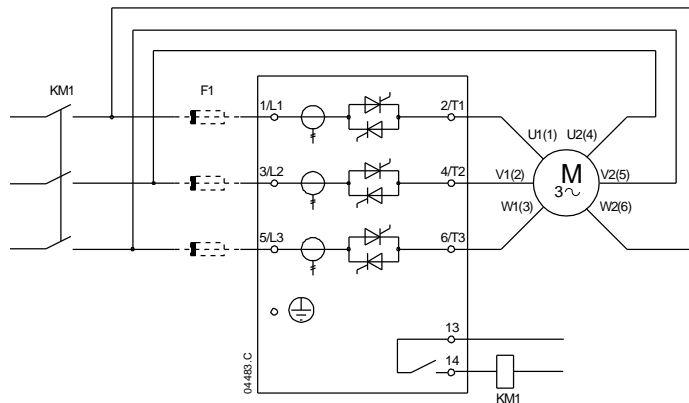 KM1
F1
1/L1
2/T1
U1(1)
U2(4)
3/L2
4/T2
V1(2)
M
3～
V2(5)
W1(3)
W2(6)
5/L3
6/T3
13
14
KM1
04483.C